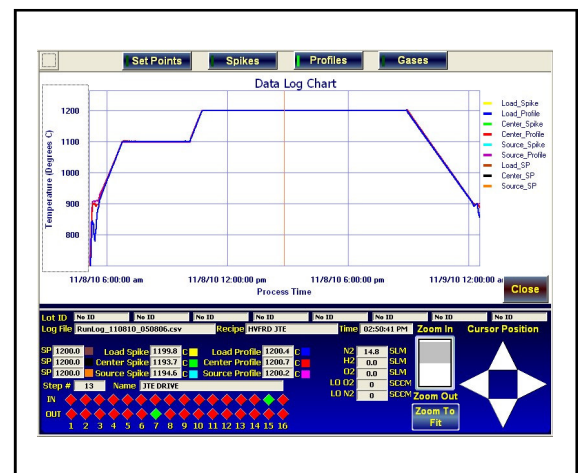 Set Points Spikes Profiles Gases
Data Log Chart
Temperature (Degrees C)
1200
1100
1000
900
800
Load_Spike
Load_Profile
Center_Spike
Center_Profile
Source_Spike
Source_Profile
Load_SP
Center_SP
Source_SP
11/8/10 6:00:00 am 11/8/10 12:00:00 pm 11/8/10 6:00:00 pm 11/9/10 12:00:00
Process Time
Close
Lot ID No ID No ID No ID No ID No ID No ID No ID
Log File RunLog_110810_050806.csv Recipe HVFRD JTE Time 02:50:41 PM Zoom In Cursor Position
SP 1200.0 Load Spike 1199.8 C Load Profile 1200.4 C N2 14.8 SLM
SP 1200.0 Center Spike 1193.7 C Center Profile 1200.7 C H2 0.0 SLM
SP 1200.0 Source Spike 1194.6 C Source Profile 1200.2 C O2 0.0 SLM
LO O2 0 SCCM
Step # 13 Name JTE DRIVE LO N2 0 SCCM Zoom Out
IN
OUT
Zoom To Fit
1 2 3 4 5 6 7 8 9 10 11 12 13 14 15 16